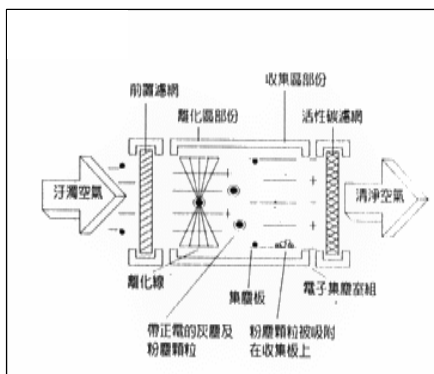 收集區部份
前置濾網
離化區部份
活性碳濾網
汙濁空氣
清淨空氣
離化線
集塵板
電子集塵室組
帶正電的灰塵及
粉塵顆粒
粉塵顆粒被吸附
在收集板上